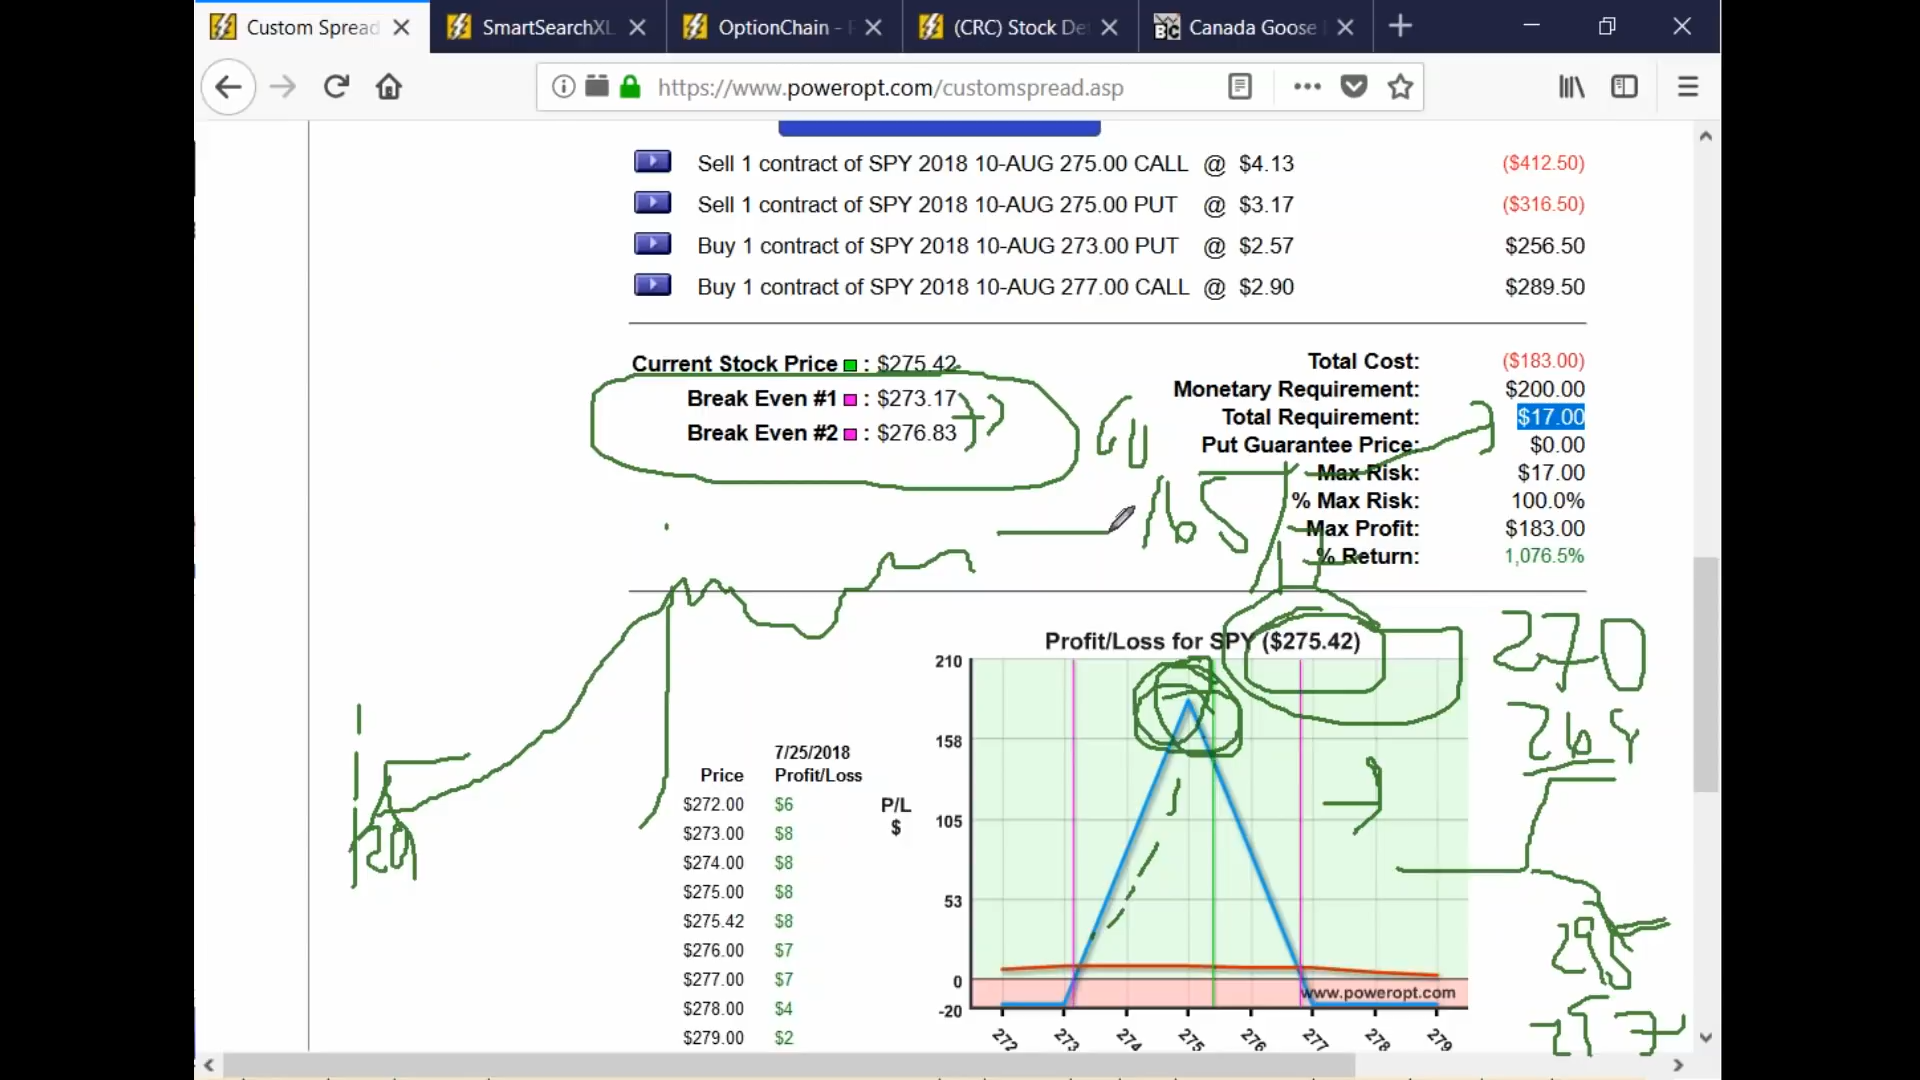 Custom Spread
SmartSearchXL
OptionChain -
(CRC) Stock De
BC Canada Goose
https://www.poweropt.com/customspread.asp
Sell 1 contract of SPY 2018 10-AUG 275.00 CALL @ $4.13 ($412.50)
Sell 1 contract of SPY 2018 10-AUG 275.00 PUT @ $3.17 ($316.50)
Buy 1 contract of SPY 2018 10-AUG 273.00 PUT @ $2.57 $256.50
Buy 1 contract of SPY 2018 10-AUG 277.00 CALL @ $2.90 $289.50
Current Stock Price : $275.42
Break Even #1 : $273.17
Break Even #2 : $276.83
Total Cost: ($183.00)
Monetary Requirement: $200.00
Total Requirement: $17.00
Put Guarantee Price: $0.00
Max Risk: $17.00
% Max Risk: 100.0%
Max Profit: $183.00
% Return: 1,076.5%
165
270
265
120
7/25/2018
Price Profit/Loss
$272.00 $6
$273.00 $8
$274.00 $8
$275.00 $8
$275.42 $8
$276.00 $7
$277.00 $7
$278.00 $4
$279.00 $2
Profit/Loss for SPY ($275.42)
P/L
$
210
158
105
53
0
-20
www.poweropt.com
272 273 274 275 276 277 278 279